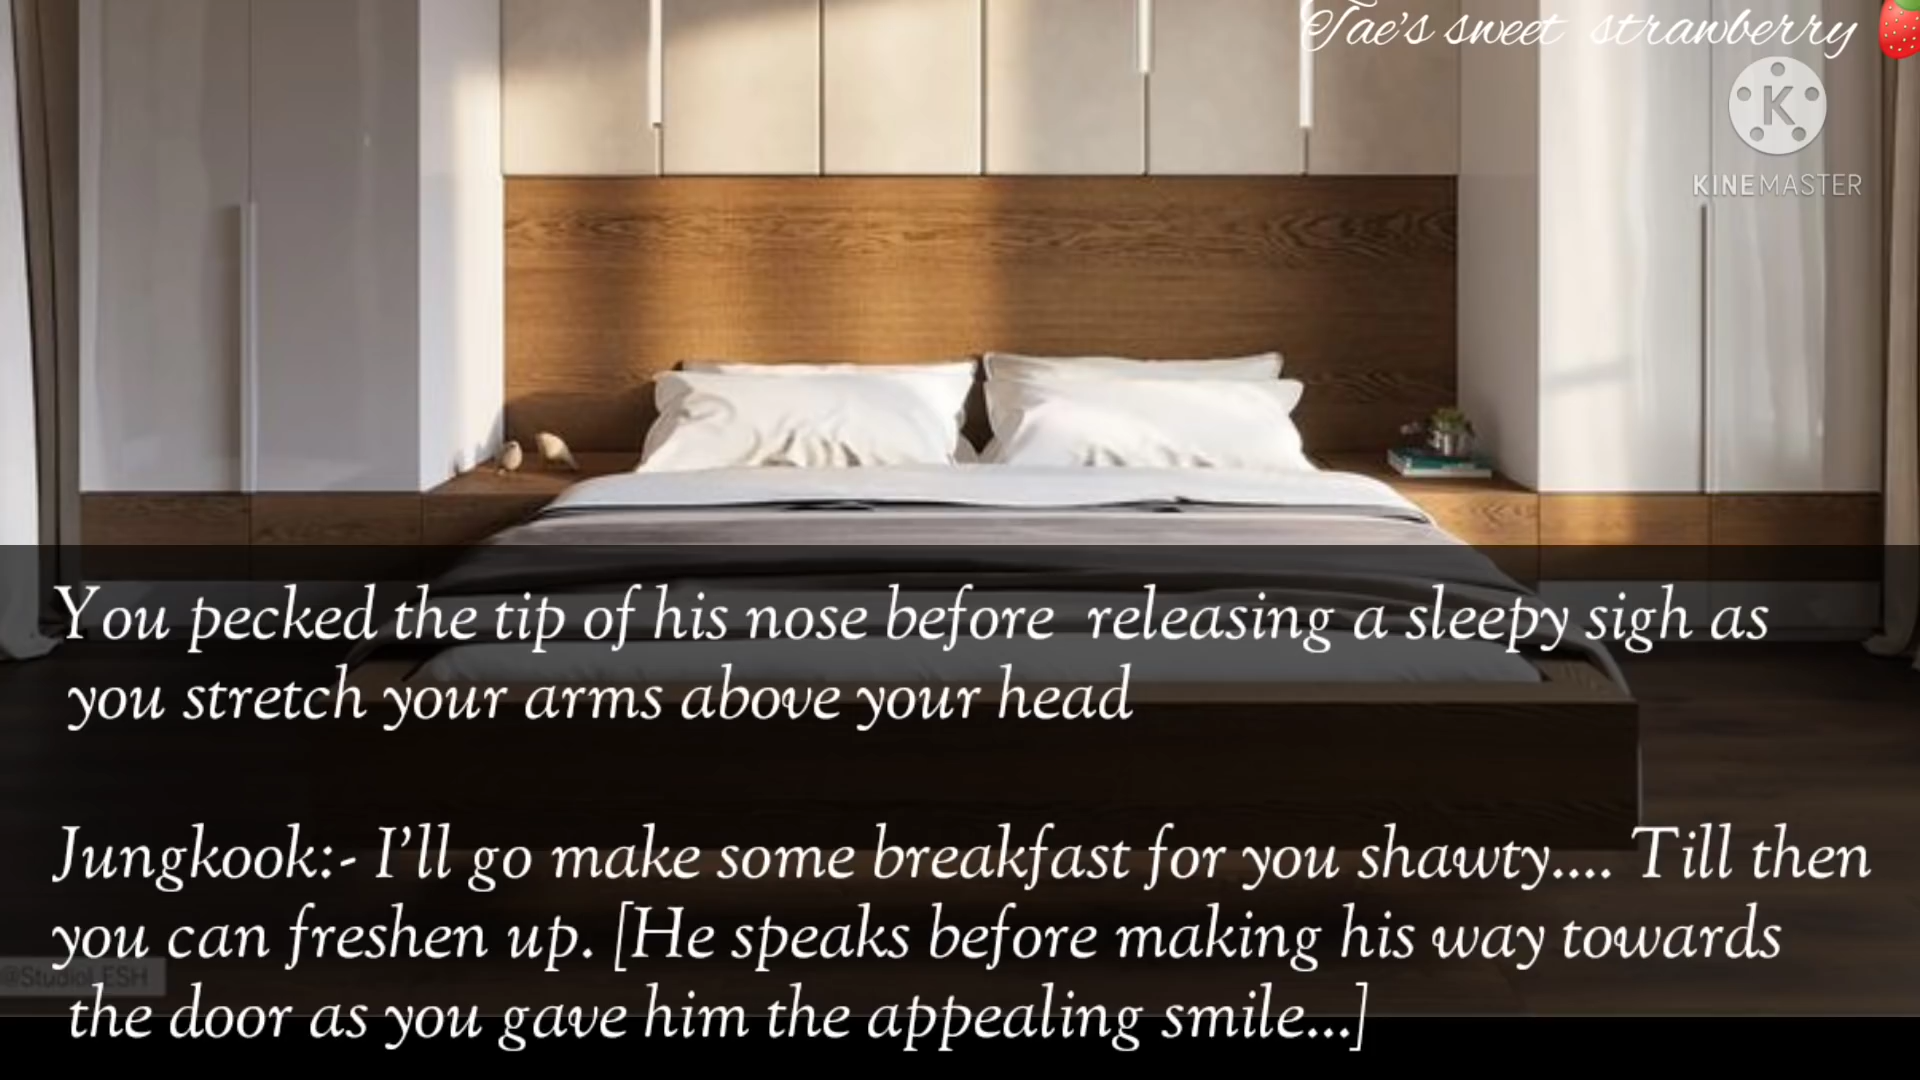 Tae's sweet strawberry
K
KINEMASTER
You pecked the tip of his nose before releasing a sleepy sigh as
you stretch your arms above your head
Jungkook:- I'll go make some breakfast for you shawty.... Till then
you can freshen up. [He speaks before making his way towards
@StudioLESH
the door as you gave him the appealing smile...]